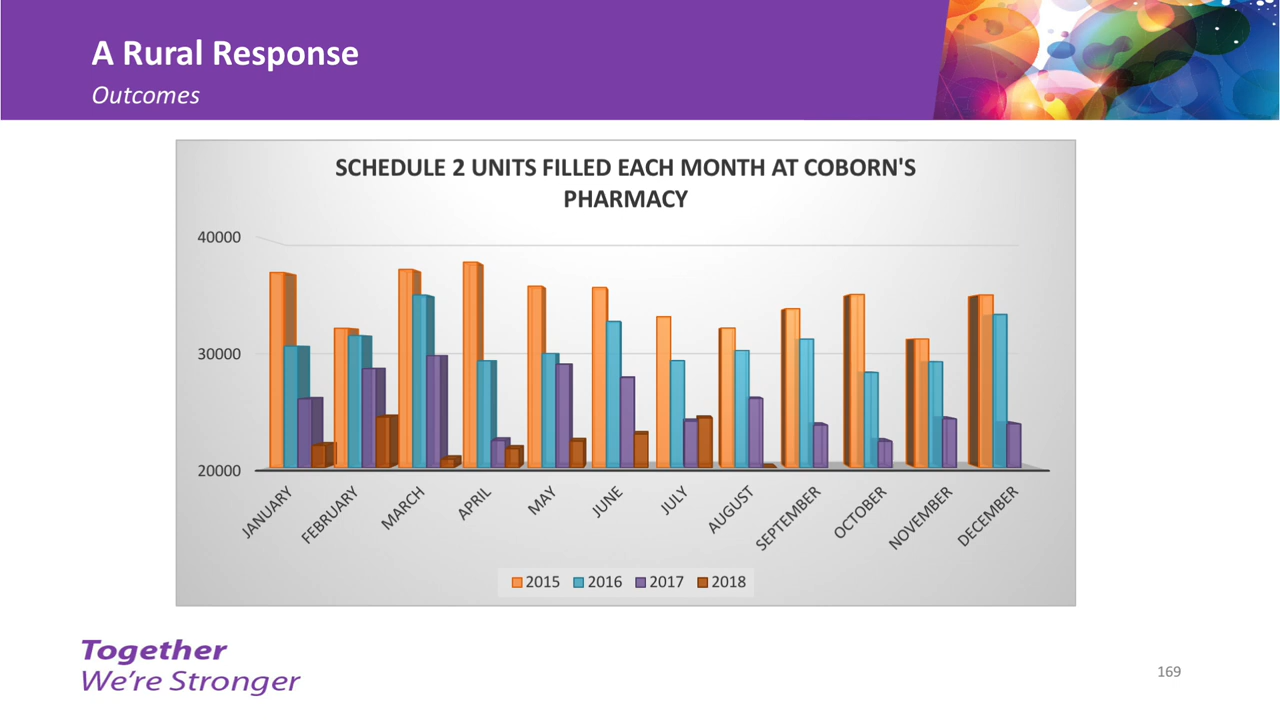 A Rural Response
Outcomes
SCHEDULE 2 UNITS FILLED EACH MONTH AT COBORN'S
PHARMACY
40000
30000
20000
JANUARY
FEBRUARY
MARCH
APRIL
MAY
JUNE
JULY
AUGUST
SEPTEMBER
OCTOBER
NOVEMBER
DECEMBER
2015 2016 2017 2018
Together
We're Stronger
169